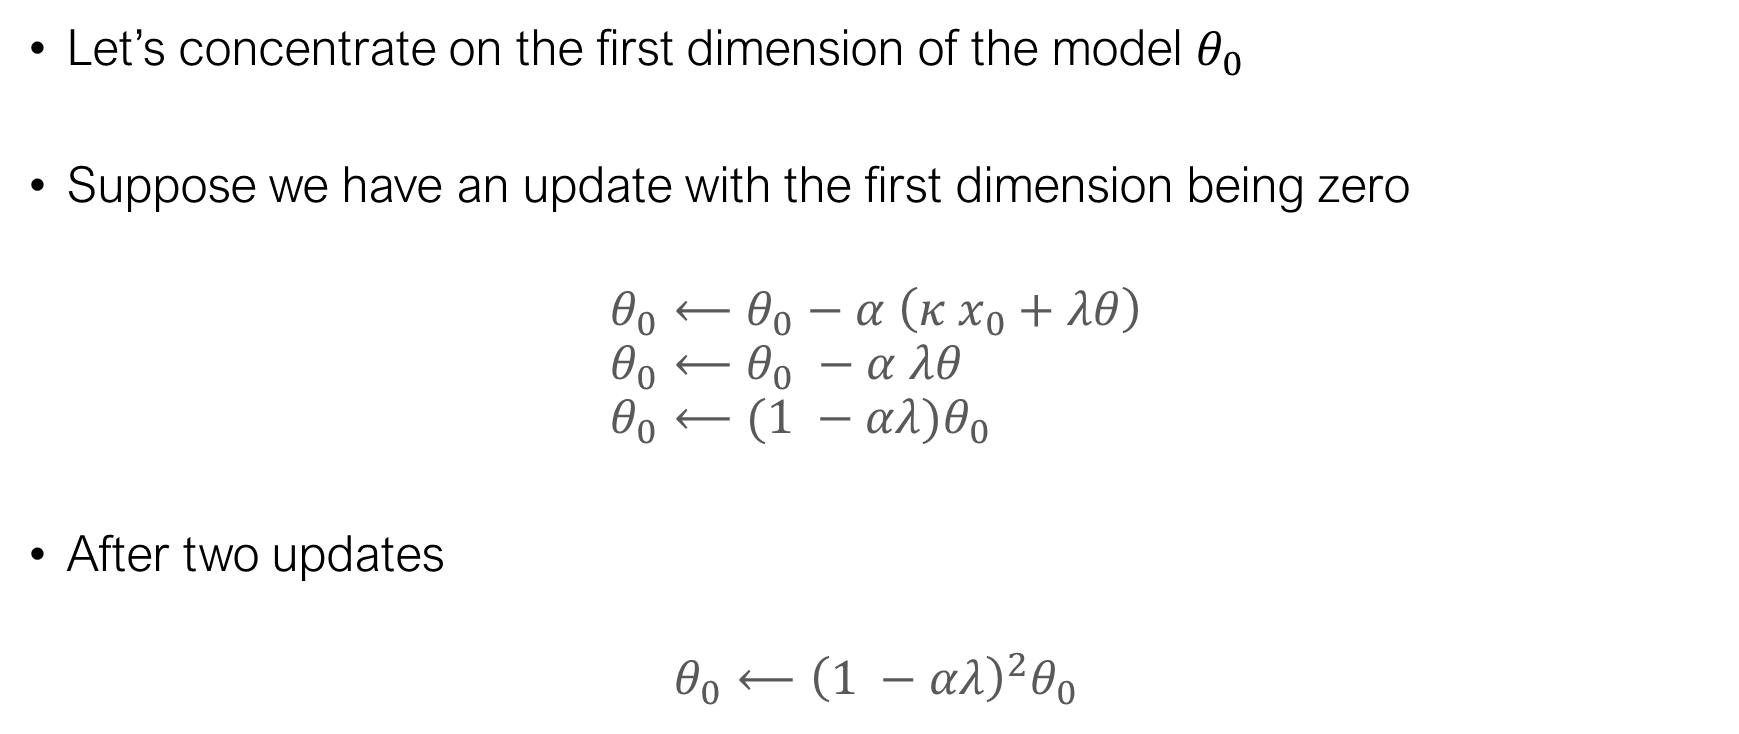 • Let’s concentrate on the first dimension of the model θ₀
• Suppose we have an update with the first dimension being zero
θ₀ ⟵ θ₀ − α (κ x₀ + λθ)
θ₀ ⟵ θ₀ − α λθ
θ₀ ⟵ (1 − αλ)θ₀
• After two updates
θ₀ ⟵ (1 − αλ)²θ₀